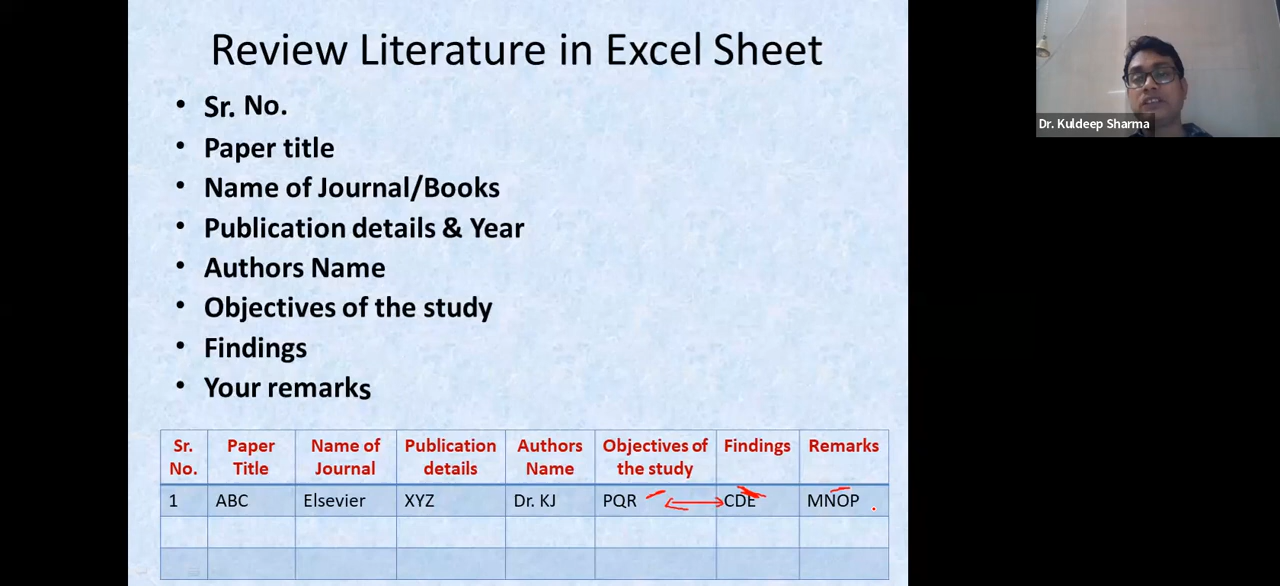 Review Literature in Excel Sheet
• Sr. No.
• Paper title
• Name of Journal/Books
• Publication details & Year
• Authors Name
• Objectives of the study
• Findings
• Your remarks
Sr. No. Paper Title Name of Journal Publication details Authors Name Objectives of the study Findings Remarks
1 ABC Elsevier XYZ Dr. KJ PQR CDE MNOP
Dr. Kuldeep Sharma